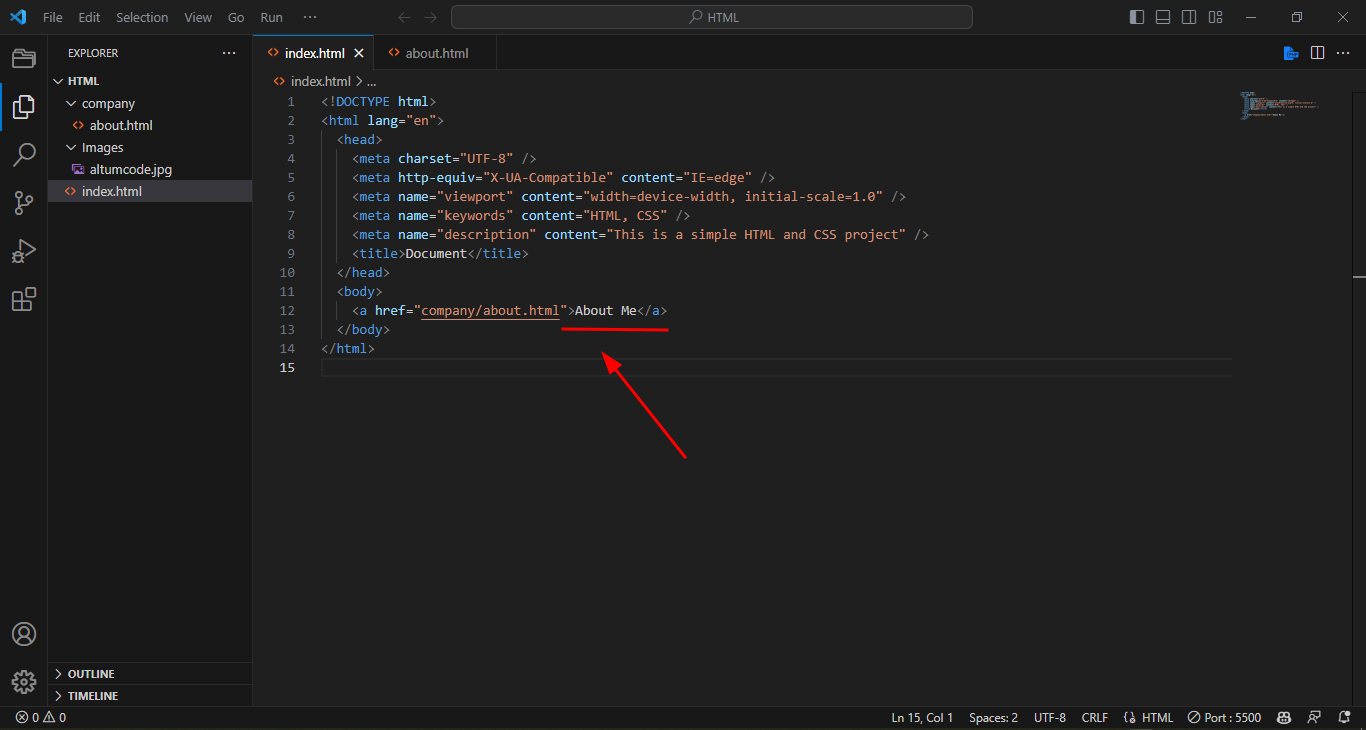 File Edit Selection View Go Run ···
HTML
EXPLORER
HTML
company
about.html
Images
altumcode.jpg
index.html
OUTLINE
TIMELINE
index.html about.html
index.html > ...
1 <!DOCTYPE html>
2 <html lang="en">
3 <head>
4 <meta charset="UTF-8" />
5 <meta http-equiv="X-UA-Compatible" content="IE=edge" />
6 <meta name="viewport" content="width=device-width, initial-scale=1.0" />
7 <meta name="keywords" content="HTML, CSS" />
8 <meta name="description" content="This is a simple HTML and CSS project" />
9 <title>Document</title>
10 </head>
11 <body>
12 <a href="company/about.html">About Me</a>
13 </body>
14 </html>
15
0 0 Ln 15, Col 1 Spaces: 2 UTF-8 CRLF HTML Port : 5500